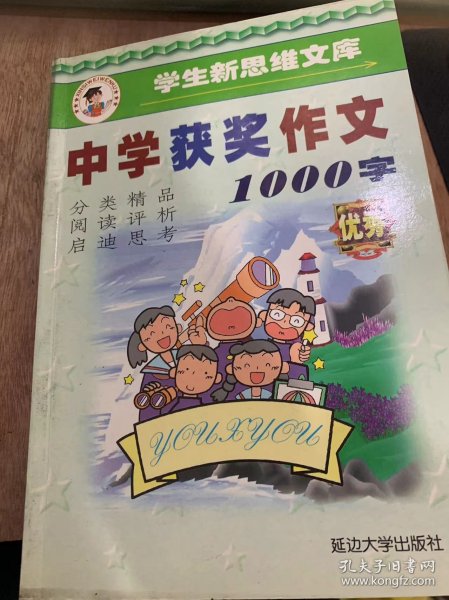 学生新思维文库
中学获奖作文
1000字
分类精品
阅读评析
启迪思考
优秀
YOUXYOU
延边大学出版社
孔夫子旧书网
www.kongfz.com